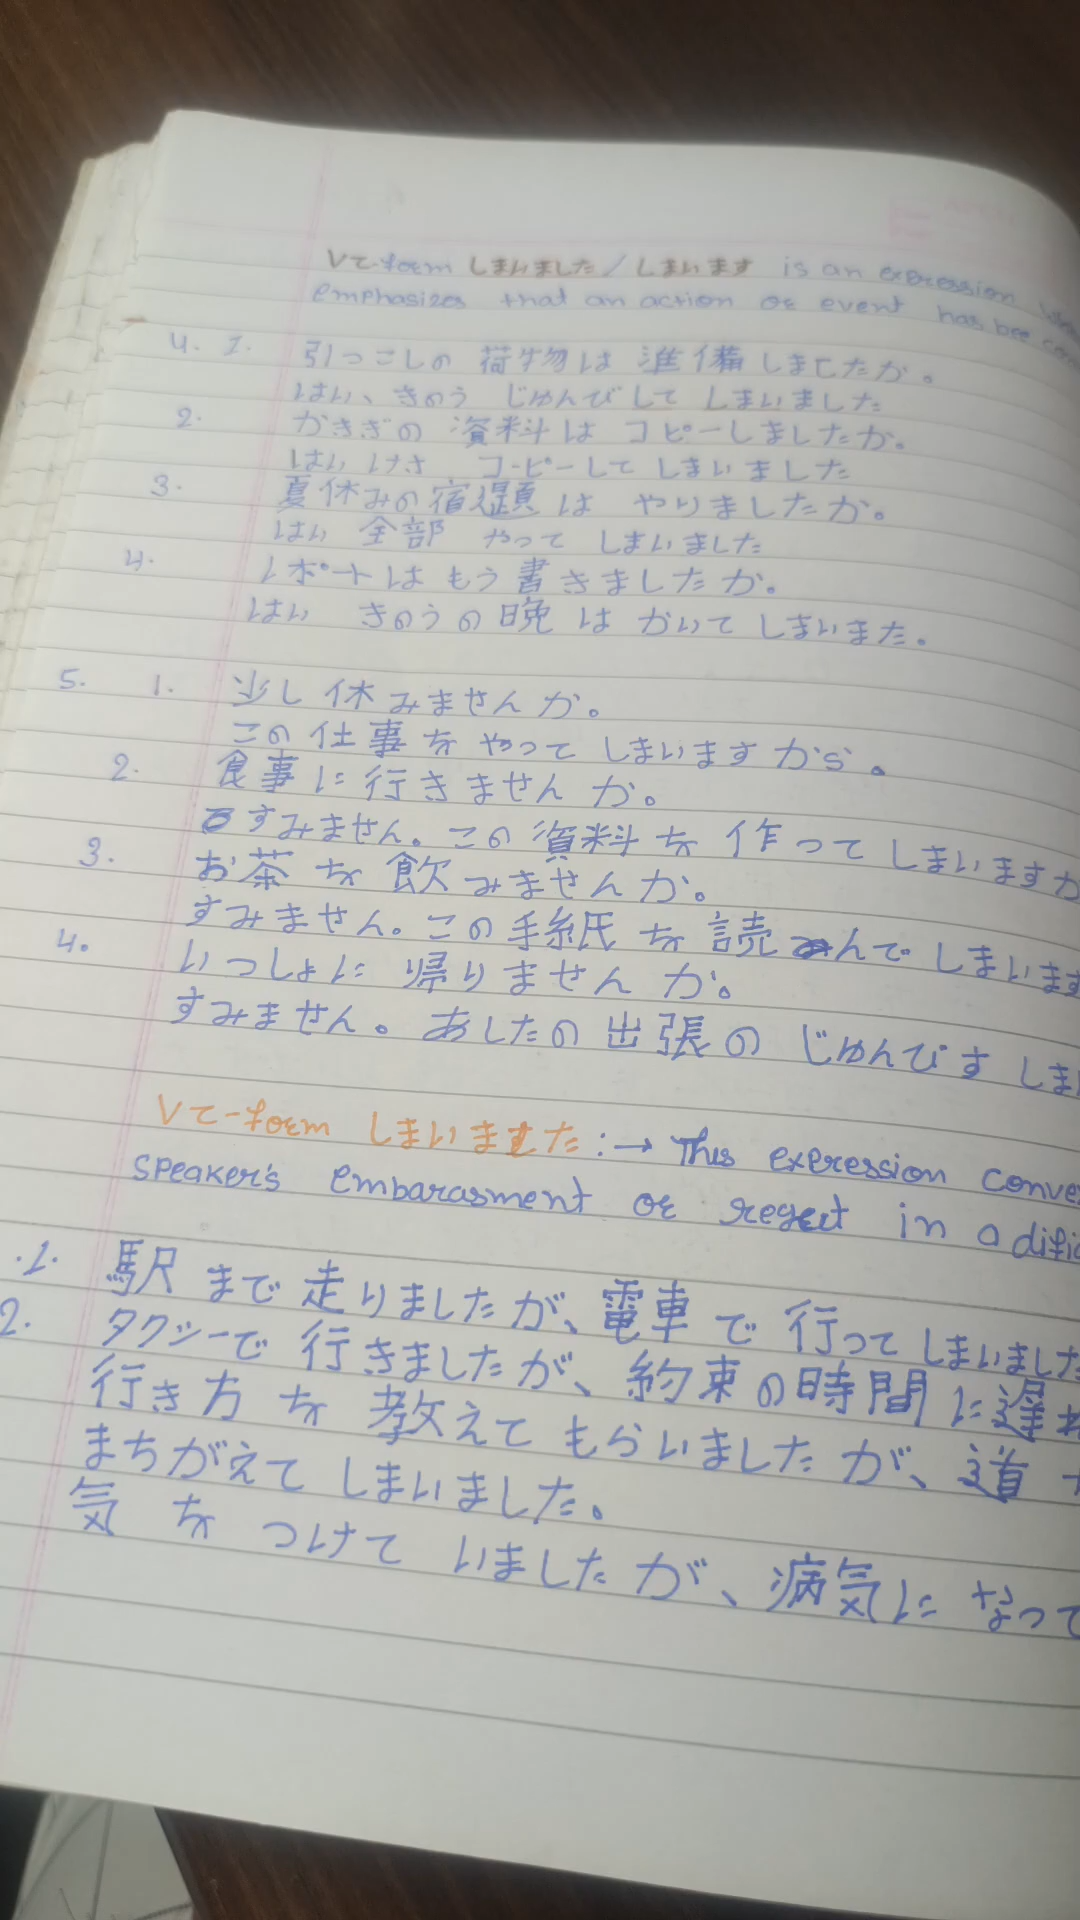 Vて-form しまいました / しまいます is an expression
emphasizes that an action or event has
4. 1. 引っこしの 荷物は 準備しましたか。
はい、きのう じゅんびして しまいました
2. かいぎの 資料は コピーしましたか。
はい けさ コーピーして しまいました
3. 夏休みの宿題は やりましたか。
はい 全部 やって しまいました
4. レポートは もう 書きましたか。
はい きのうの晩 は かいて しまいまた。
5. 1. 少し休みませんか。
この仕事を やって しまいますから。
2. 食事に行きませんか。
すみません。この 資料を 作って しまいますか
3. お茶を飲みませんか。
すみません。この手紙を読んで しまいます
4. いっしょに帰りませんか。
すみません。あしたの出張の じゅんびす しまい
Vて-form しまいました :→ This expression
speaker's embarasment or regret in a
1. 駅まで走りましたが、電車で行ってしまいました
2. タクシーで行きましたが、約束の時間に遅れ
行き方を教えてもらいましたが、道
まちがえてしまいました。
気をつけていましたが、病気になって